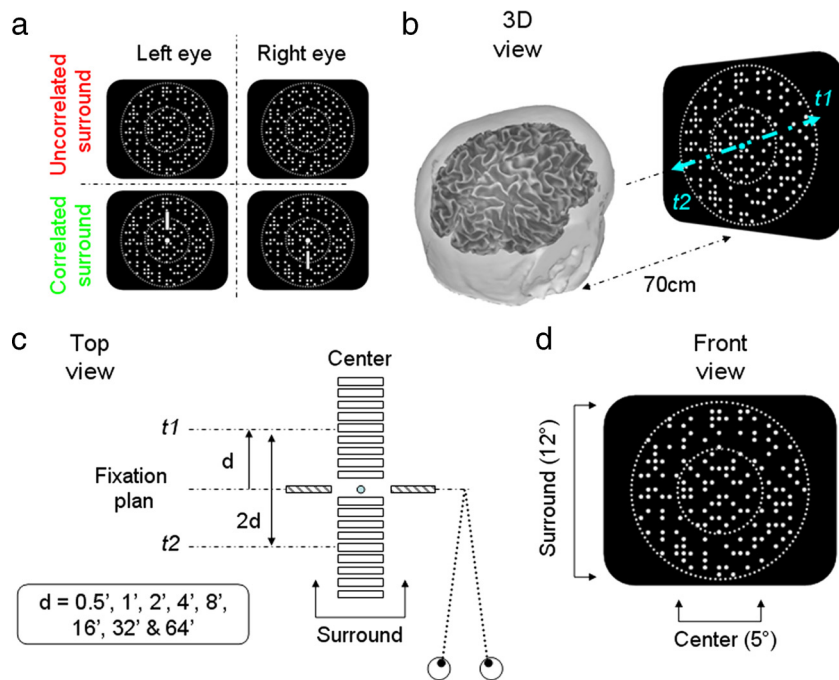 a
Left eye
Right eye
Uncorrelated
surround
Correlated
surround
b
3D
view
t1
t2
70cm
c
Top
view
Center
t1
d
Fixation
plan
2d
t2
d = 0.5’, 1’, 2’, 4’, 8’,
16’, 32’ & 64’
Surround
d
Front
view
Surround (12°)
Center (5°)